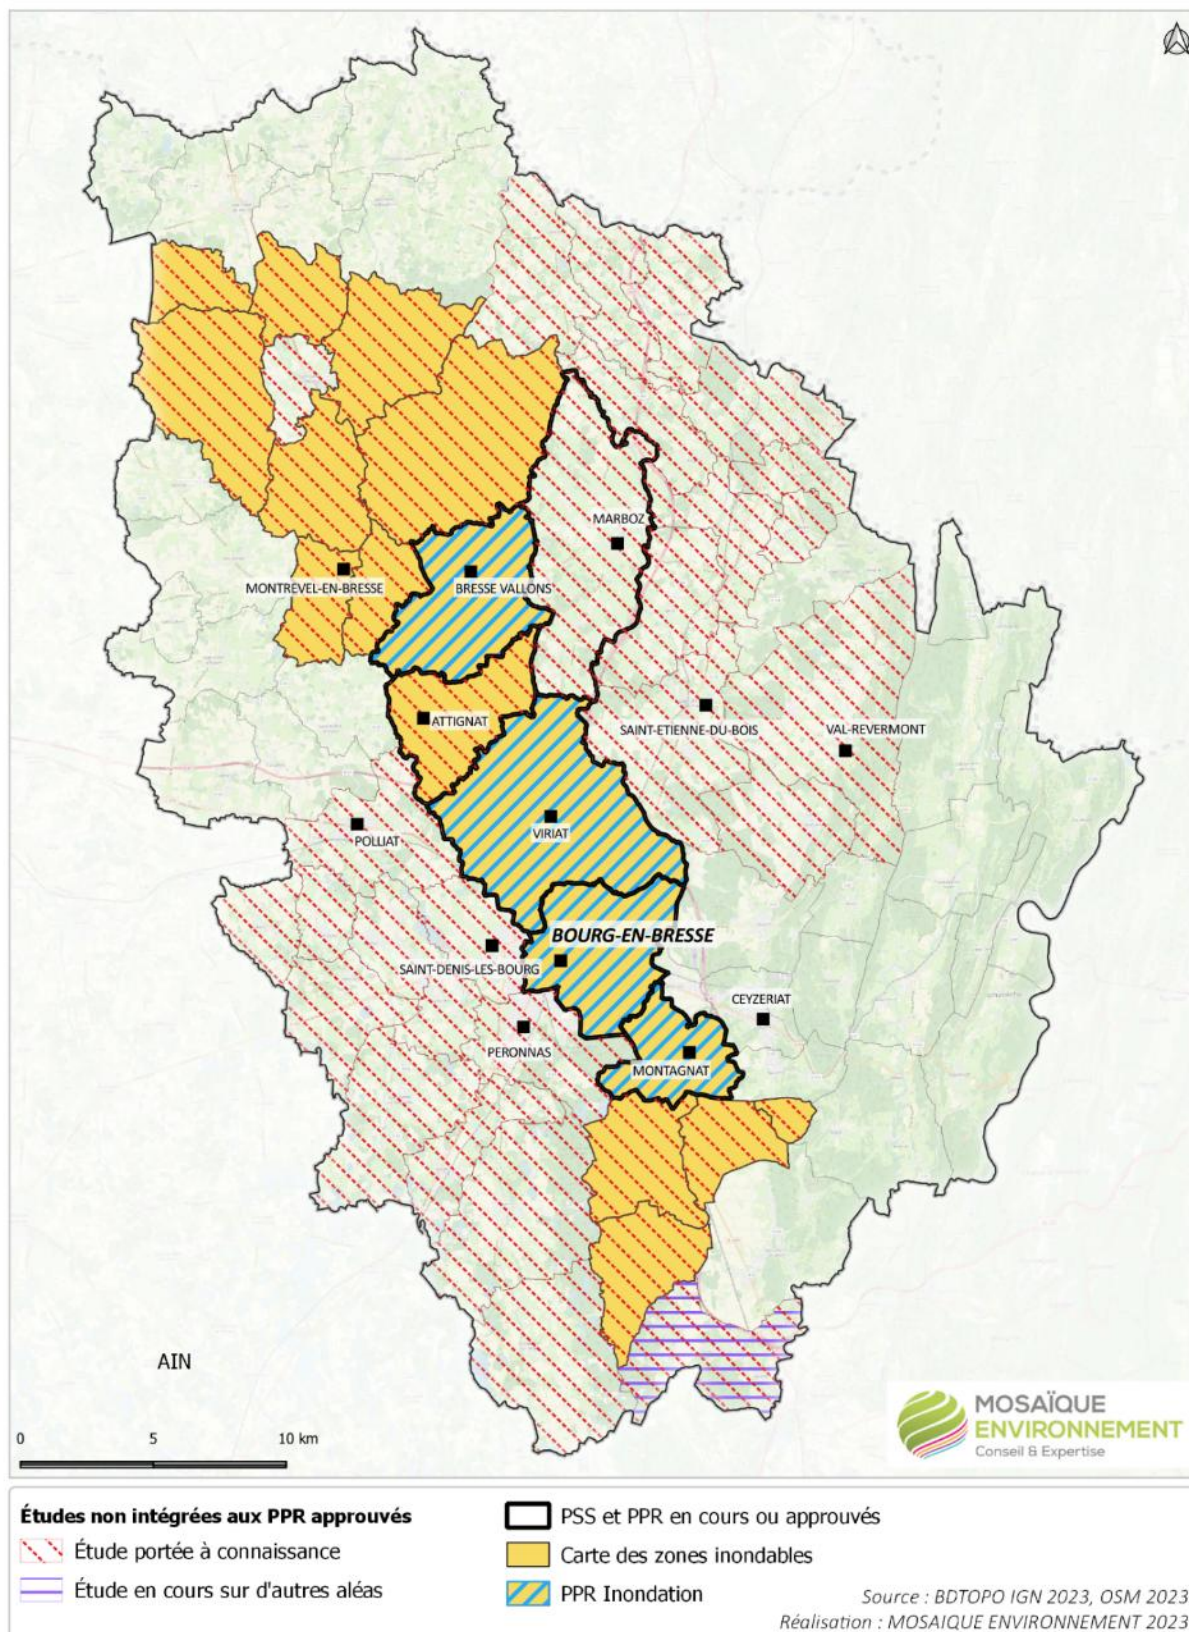 MARBOZ
MONTREVEL-EN-BRESSE
BRESSE VALLONS
ATTIGNAT
SAINT-ETIENNE-DU-BOIS
VAL-REVERMONT
VIRIAT
POLLIAT
BOURG-EN-BRESSE
SAINT-DENIS-LES-BOURG
CEYZERIAT
PERONNAS
MONTAGNAT
AIN
0 5 10 km
MOSAÏQUE
ENVIRONNEMENT
Conseil & Expertise
Études non intégrées aux PPR approuvés
Étude portée à connaissance
Étude en cours sur d'autres aléas
PSS et PPR en cours ou approuvés
Carte des zones inondables
PPR Inondation
Source : BDTOPO IGN 2023, OSM 2023
Réalisation : MOSAIQUE ENVIRONNEMENT 2023